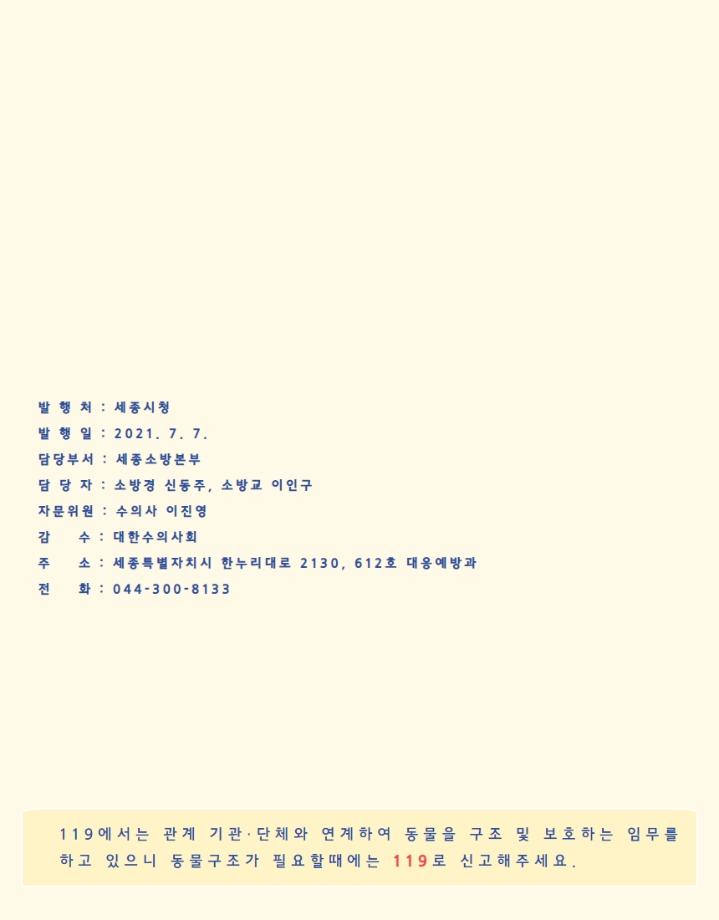 발 행 처 : 세종시청
발 행 일 : 2021. 7. 7.
담당부서 : 세종소방본부
담 당 자 : 소방경 신동주, 소방교 이인구
자문위원 : 수의사 이진영
감 수 : 대한수의사회
주 소 : 세종특별자치시 한누리대로 2130, 612호 대응예방과
전 화 : 044-300-8133
119에서는 관계 기관·단체와 연계하여 동물을 구조 및 보호하는 임무를
하고 있으니 동물구조가 필요할때에는 119로 신고해주세요.